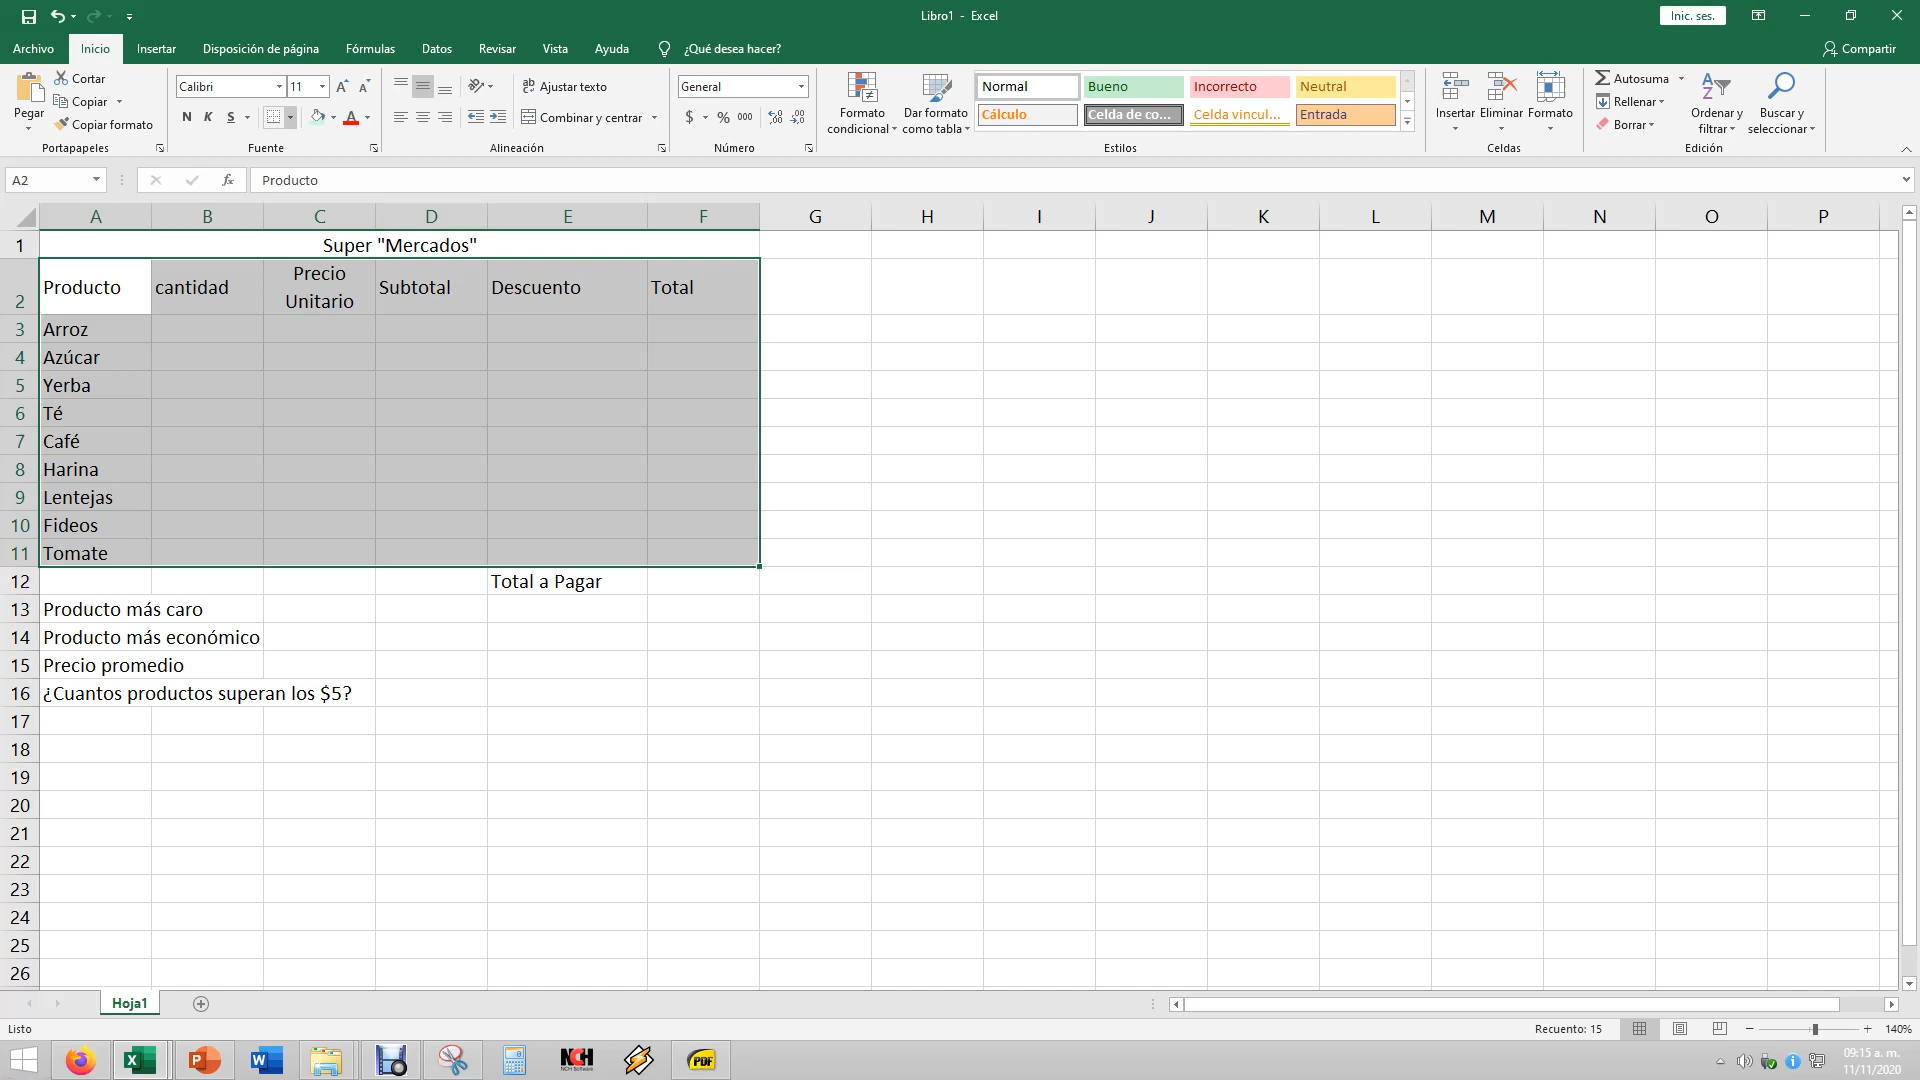 Libro1 - Excel
Inic. ses.
Archivo Inicio Insertar Disposición de página Fórmulas Datos Revisar Vista Ayuda ¿Qué desea hacer? Compartir
Pegar
Cortar
Copiar
Copiar formato
Portapapeles
Calibri 11
N K S
A
Fuente
ab Ajustar texto
Combinar y centrar
Alineación
General
$ % 000
Número
Formato condicional
Dar formato como tabla
Normal Bueno Incorrecto Neutral
Cálculo Celda de co... Celda vincul... Entrada
Estilos
Insertar Eliminar Formato
Celdas
Autosuma
Rellenar
Borrar
Ordenar y filtrar
Buscar y seleccionar
Edición
A2 fx Producto
A B C D E F G H I J K L M N O P
1 Super "Mercados"
2 Producto cantidad Precio Unitario Subtotal Descuento Total
3 Arroz
4 Azúcar
5 Yerba
6 Té
7 Café
8 Harina
9 Lentejas
10 Fideos
11 Tomate
12 Total a Pagar
13 Producto más caro
14 Producto más económico
15 Precio promedio
16 ¿Cuantos productos superan los $5?
17
18
19
20
21
22
23
24
25
26
Hoja1
Listo Recuento: 15 140%
NCH
NCH Software
PDF
09:15 a. m.
11/11/2020